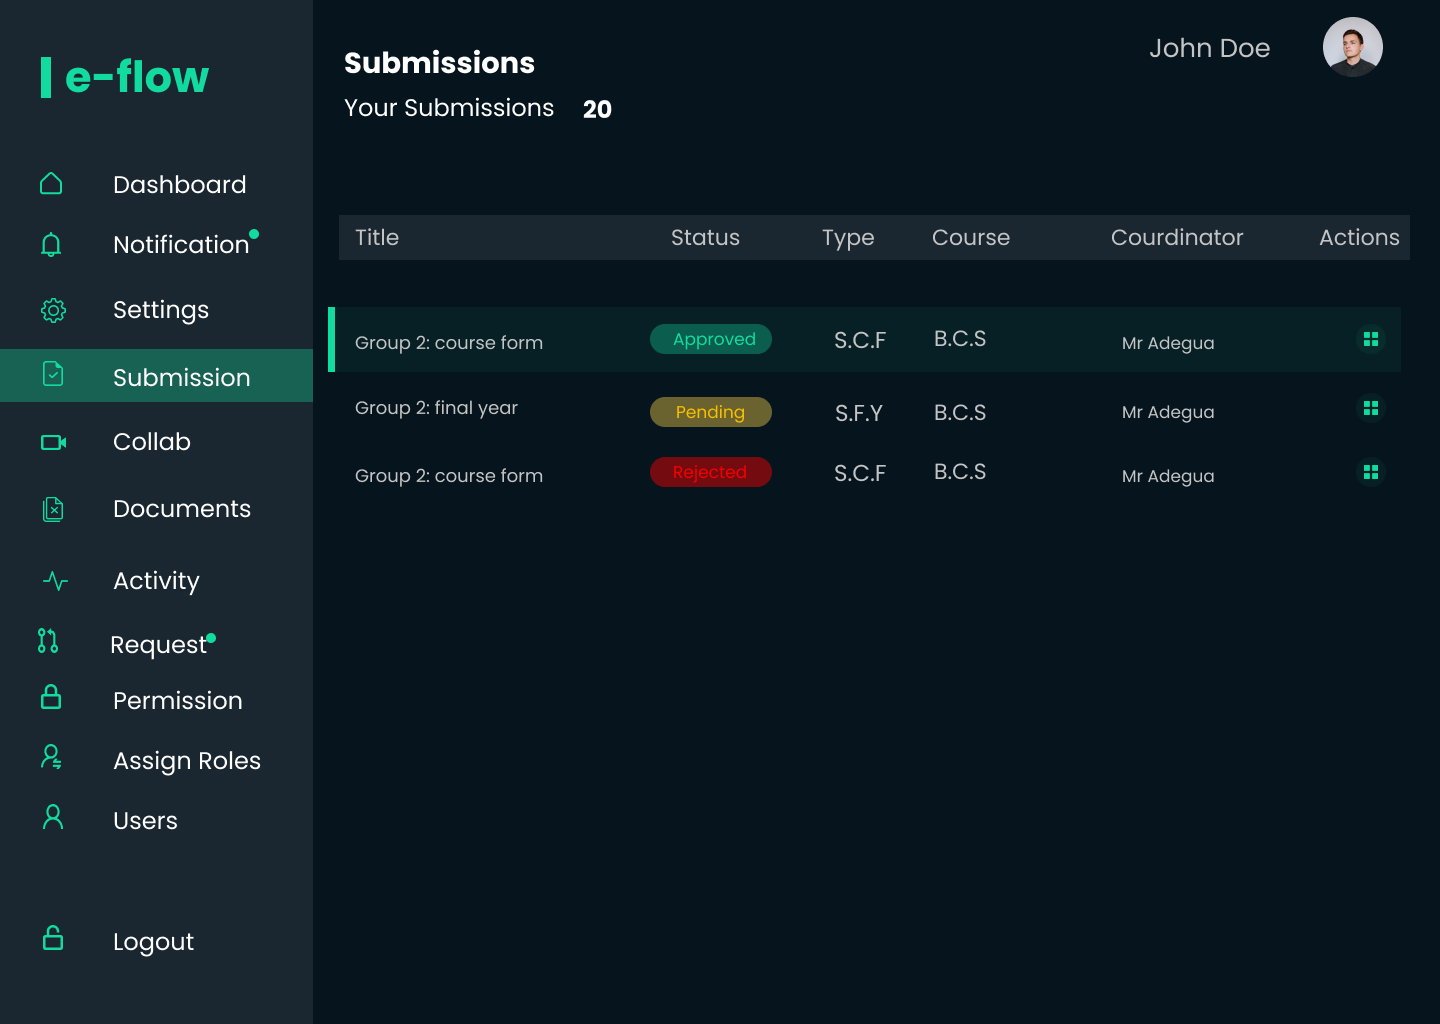 e-flow
Dashboard
Notification
Settings
Submission
Collab
Documents
Activity
Request
Permission
Assign Roles
Users
Logout
John Doe
Submissions
Your Submissions 20
Title Status Type Course Courdinator Actions
Group 2: course form Approved S.C.F B.C.S Mr Adegua
Group 2: final year Pending S.F.Y B.C.S Mr Adegua
Group 2: course form Rejected S.C.F B.C.S Mr Adegua